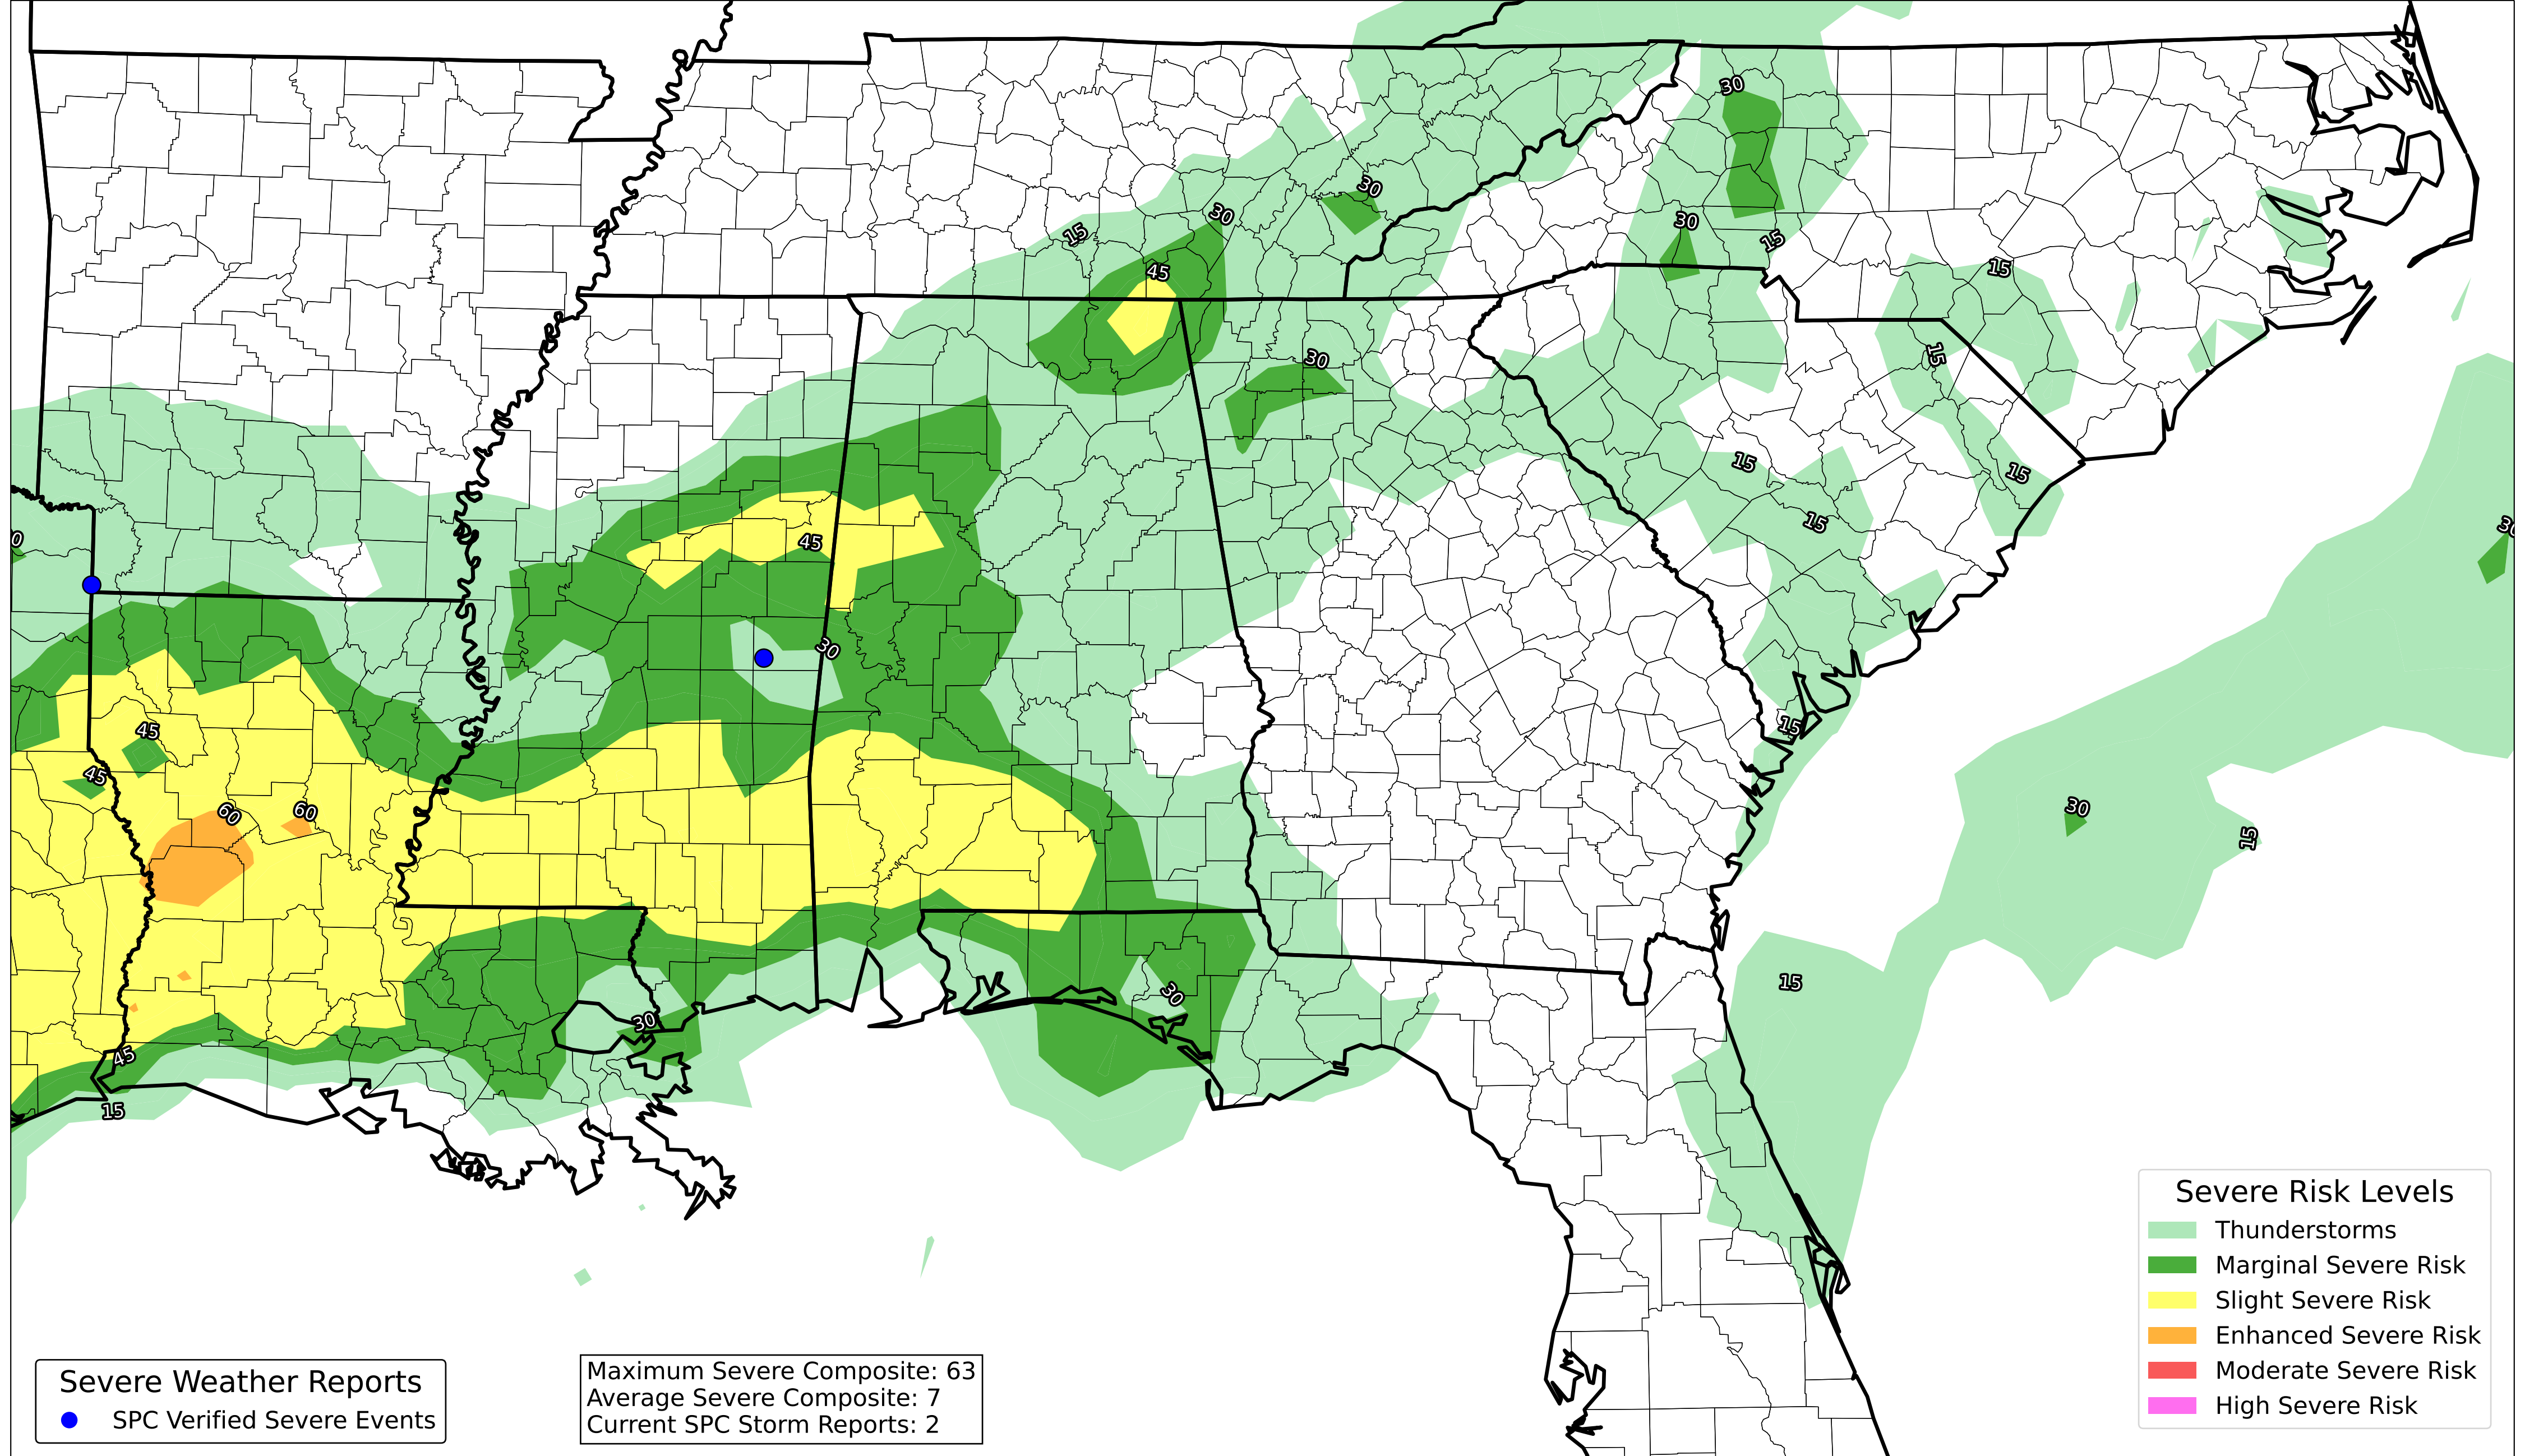 30
30
30
15
30
15
45
15
30
15
15
15
15
45
30
30
30
45
15
45
60
60
30
15
15
30
30
45
15
Severe Risk Levels
Thunderstorms
Marginal Severe Risk
Slight Severe Risk
Enhanced Severe Risk
Moderate Severe Risk
High Severe Risk
Severe Weather Reports
SPC Verified Severe Events
Maximum Severe Composite: 63
Average Severe Composite: 7
Current SPC Storm Reports: 2